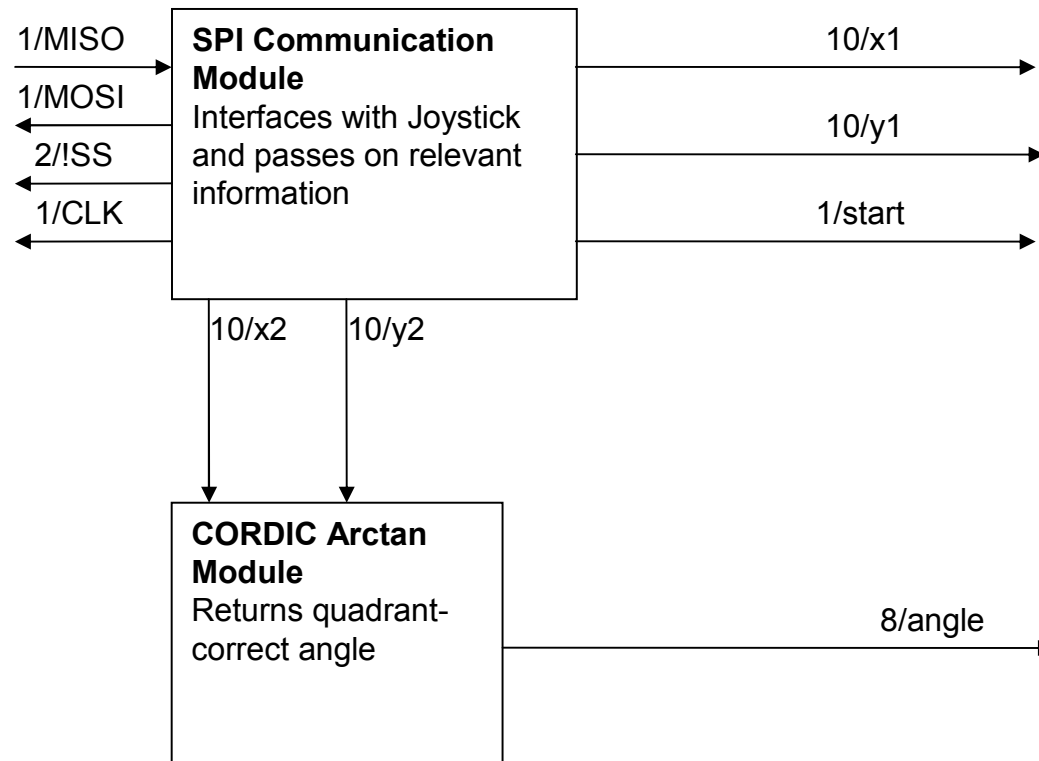 1/MISO
1/MOSI
2/!SS
1/CLK
SPI Communication
Module
Interfaces with Joystick
and passes on relevant
information
10/x1
10/y1
1/start
10/x2
10/y2
CORDIC Arctan
Module
Returns quadrant-
correct angle
8/angle